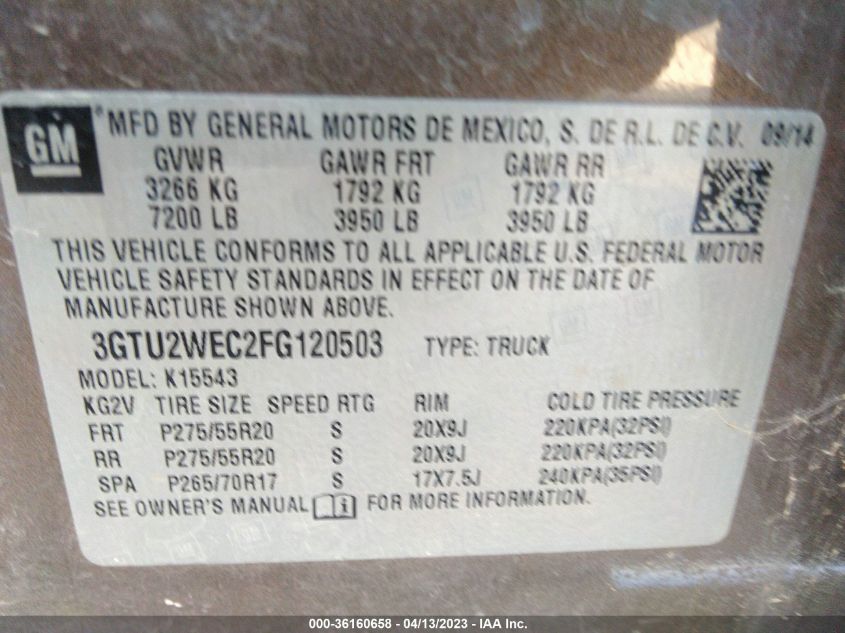 GM ® MFD BY GENERAL MOTORS DE MEXICO, S. DE R.L. DE C.V. 09/14
GVWR GAWR FRT GAWR RR
3266 KG 1792 KG 1792 KG
7200 LB 3950 LB 3950 LB
THIS VEHICLE CONFORMS TO ALL APPLICABLE U.S. FEDERAL MOTOR
VEHICLE SAFETY STANDARDS IN EFFECT ON THE DATE OF
MANUFACTURE SHOWN ABOVE.
3GTU2WEC2FG120503 TYPE: TRUCK
MODEL: K15543
KG2V TIRE SIZE SPEED RTG RIM COLD TIRE PRESSURE
FRT P275/55R20 S 20X9J 220KPA(32PSI)
RR P275/55R20 S 20X9J 220KPA(32PSI)
SPA P265/70R17 S 17X7.5J 240KPA(35PSI)
SEE OWNER'S MANUAL i FOR MORE INFORMATION.
000-36160658 - 04/13/2023 - IAA Inc.